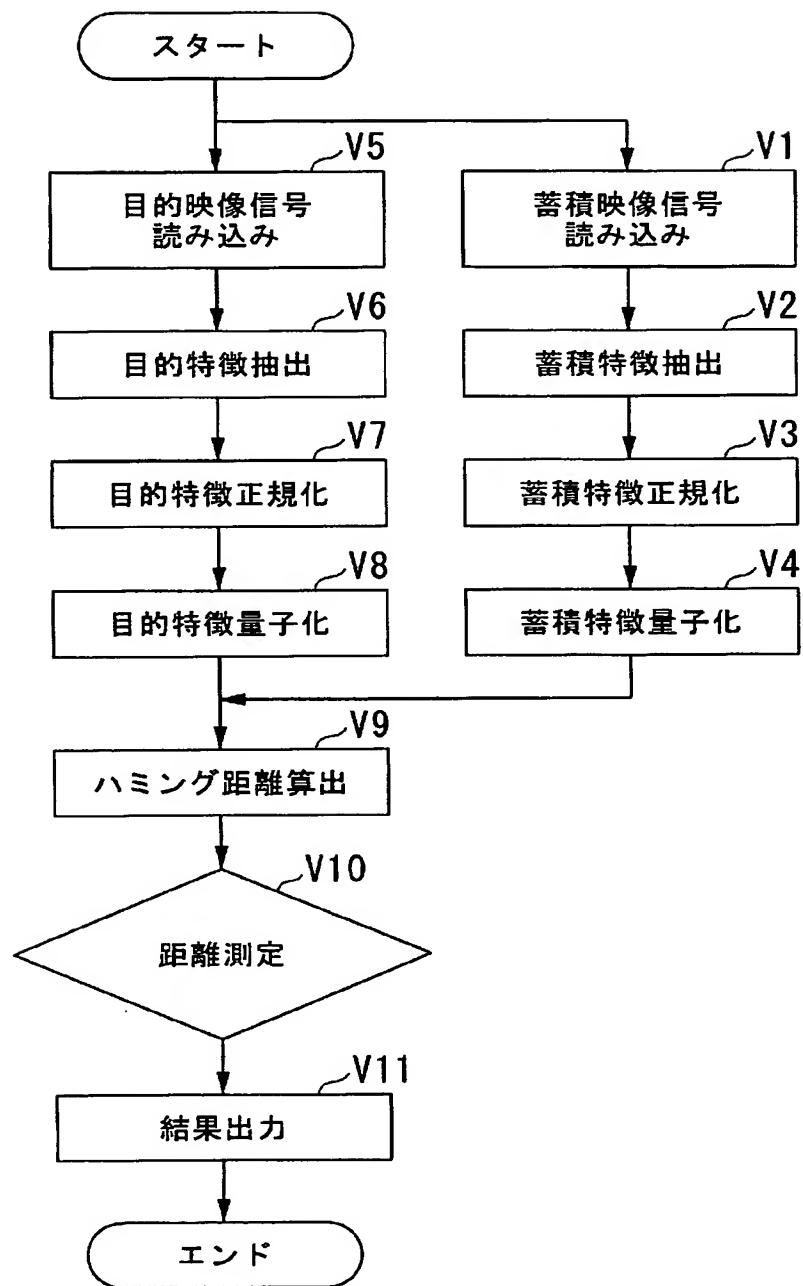 スタート
V5
目的映像信号
読み込み
V1
蓄積映像信号
読み込み
V6
目的特徴抽出
V2
蓄積特徴抽出
V7
目的特徴正規化
V3
蓄積特徴正規化
V8
目的特徴量子化
V4
蓄積特徴量子化
V9
ハミング距離算出
V10
距離測定
V11
結果出力
エンド